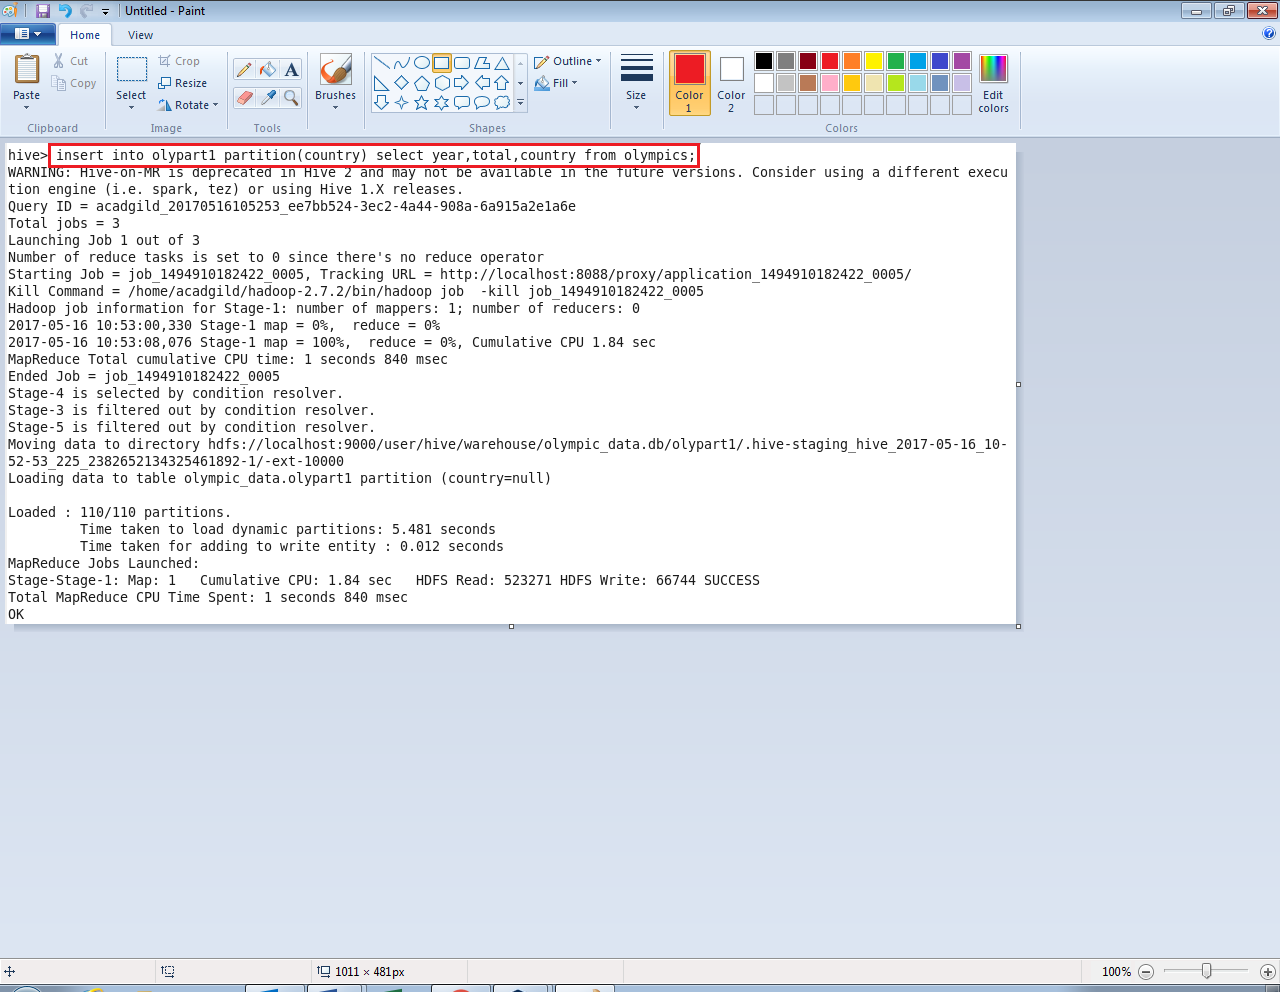 Untitled - Paint
Home
View
Paste
Cut
Copy
Clipboard
Select
Crop
Resize
Rotate
Image
A
Tools
Brushes
Outline
Fill
Shapes
Size
Color 1
Color 2
Edit colors
Colors
hive> insert into olypart1 partition(country) select year,total,country from olympics;
WARNING: Hive-on-MR is deprecated in Hive 2 and may not be available in the future versions. Consider using a different execu
tion engine (i.e. spark, tez) or using Hive 1.X releases.
Query ID = acadgild_20170516105253_ee7bb524-3ec2-4a44-908a-6a915a2e1a6e
Total jobs = 3
Launching Job 1 out of 3
Number of reduce tasks is set to 0 since there's no reduce operator
Starting Job = job_1494910182422_0005, Tracking URL = http://localhost:8088/proxy/application_1494910182422_0005/
Kill Command = /home/acadgild/hadoop-2.7.2/bin/hadoop job  -kill job_1494910182422_0005
Hadoop job information for Stage-1: number of mappers: 1; number of reducers: 0
2017-05-16 10:53:00,330 Stage-1 map = 0%,  reduce = 0%
2017-05-16 10:53:08,076 Stage-1 map = 100%,  reduce = 0%, Cumulative CPU 1.84 sec
MapReduce Total cumulative CPU time: 1 seconds 840 msec
Ended Job = job_1494910182422_0005
Stage-4 is selected by condition resolver.
Stage-3 is filtered out by condition resolver.
Stage-5 is filtered out by condition resolver.
Moving data to directory hdfs://localhost:9000/user/hive/warehouse/olympic_data.db/olypart1/.hive-staging_hive_2017-05-16_10-
52-53_225_2382652134325461892-1/-ext-10000
Loading data to table olympic_data.olypart1 partition (country=null)
Loaded : 110/110 partitions.
Time taken to load dynamic partitions: 5.481 seconds
Time taken for adding to write entity : 0.012 seconds
MapReduce Jobs Launched:
Stage-Stage-1: Map: 1   Cumulative CPU: 1.84 sec   HDFS Read: 523271 HDFS Write: 66744 SUCCESS
Total MapReduce CPU Time Spent: 1 seconds 840 msec
OK
1011 × 481px
100%